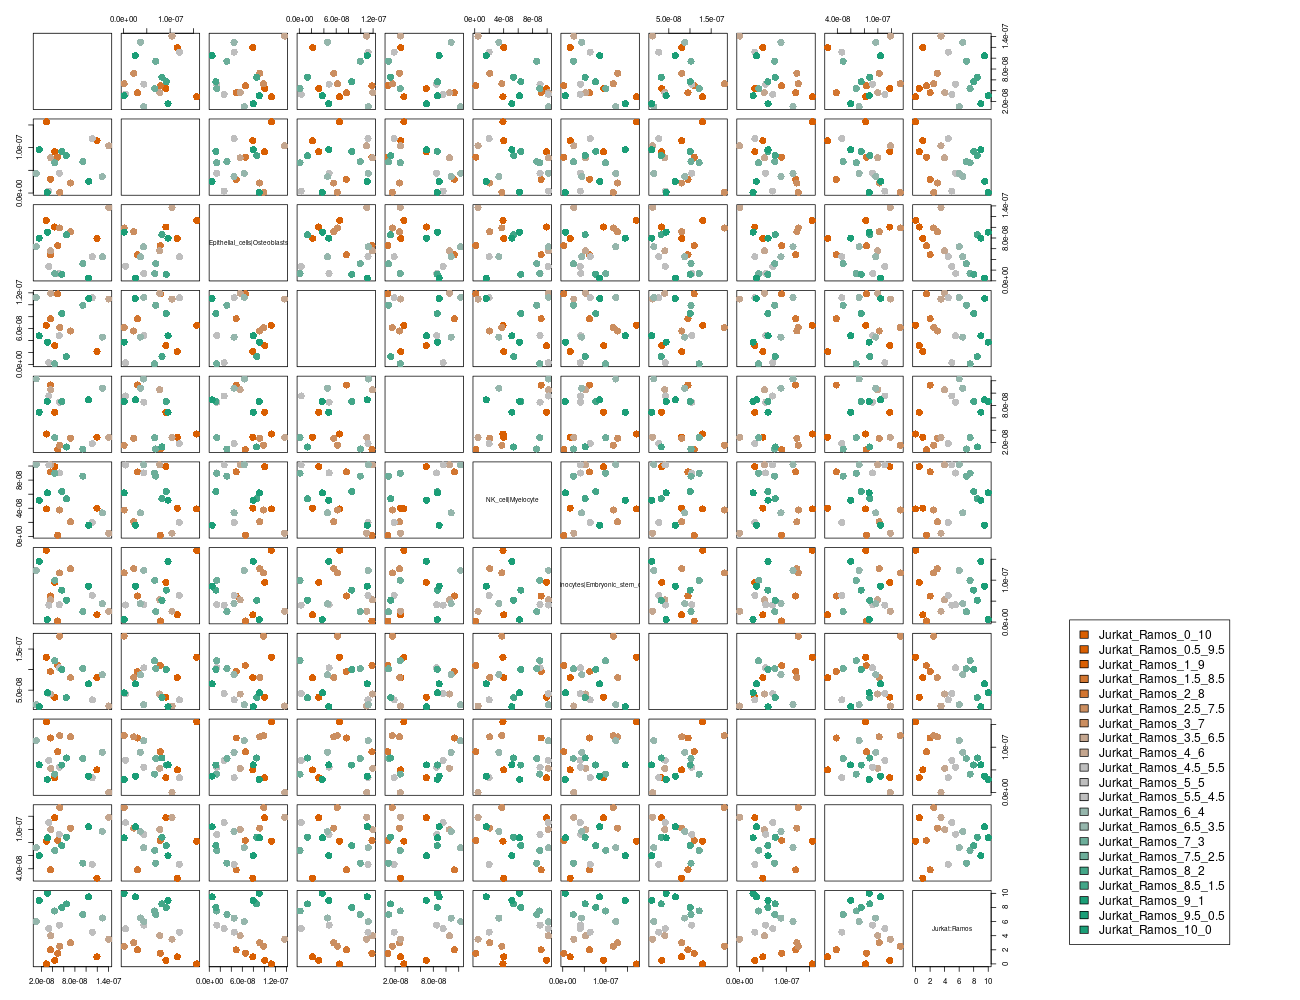 0.0e+00 1.0e-07 0.0e+00 6.0e-08 1.2e-07 0e+00 4e-08 8e-08 5.0e-08 1.5e-07 4.0e-08 1.0e-07
2.0e-08 8.0e-08 1.4e-07
0.0e+00 1.0e-07
Epithelial_cells|Osteoblasts
0.0e+00 8.0e-08 1.4e-07
0.0e+00 6.0e-08 1.2e-07
2.0e-08 8.0e-08
NK_cell|Myelocyte
0e+00 4e-08 8e-08
nocytes|Embryonic_stem_c
0.0e+00 1.0e-07
5.0e-08 1.5e-07
0.0e+00 1.0e-07
4.0e-08 1.0e-07
Jurkat:Ramos
0 2 4 6 8 10
2.0e-08 8.0e-08 1.4e-07 0.0e+00 6.0e-08 1.2e-07 2.0e-08 8.0e-08 0.0e+00 1.0e-07 0.0e+00 1.0e-07 0 2 4 6 8 10
Jurkat_Ramos_0_10
Jurkat_Ramos_0.5_9.5
Jurkat_Ramos_1_9
Jurkat_Ramos_1.5_8.5
Jurkat_Ramos_2_8
Jurkat_Ramos_2.5_7.5
Jurkat_Ramos_3_7
Jurkat_Ramos_3.5_6.5
Jurkat_Ramos_4_6
Jurkat_Ramos_4.5_5.5
Jurkat_Ramos_5_5
Jurkat_Ramos_5.5_4.5
Jurkat_Ramos_6_4
Jurkat_Ramos_6.5_3.5
Jurkat_Ramos_7_3
Jurkat_Ramos_7.5_2.5
Jurkat_Ramos_8_2
Jurkat_Ramos_8.5_1.5
Jurkat_Ramos_9_1
Jurkat_Ramos_9.5_0.5
Jurkat_Ramos_10_0